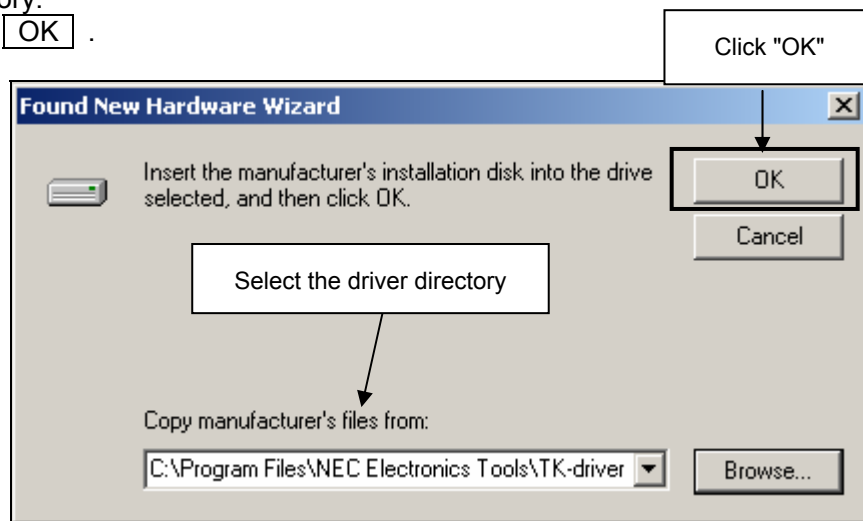 OK .
Click "OK"
Found New Hardware Wizard
Insert the manufacturer's installation disk into the drive
selected, and then click OK.
OK
Cancel
Select the driver directory
Copy manufacturer's files from:
C:\Program Files\NEC Electronics Tools\TK-driver
Browse...